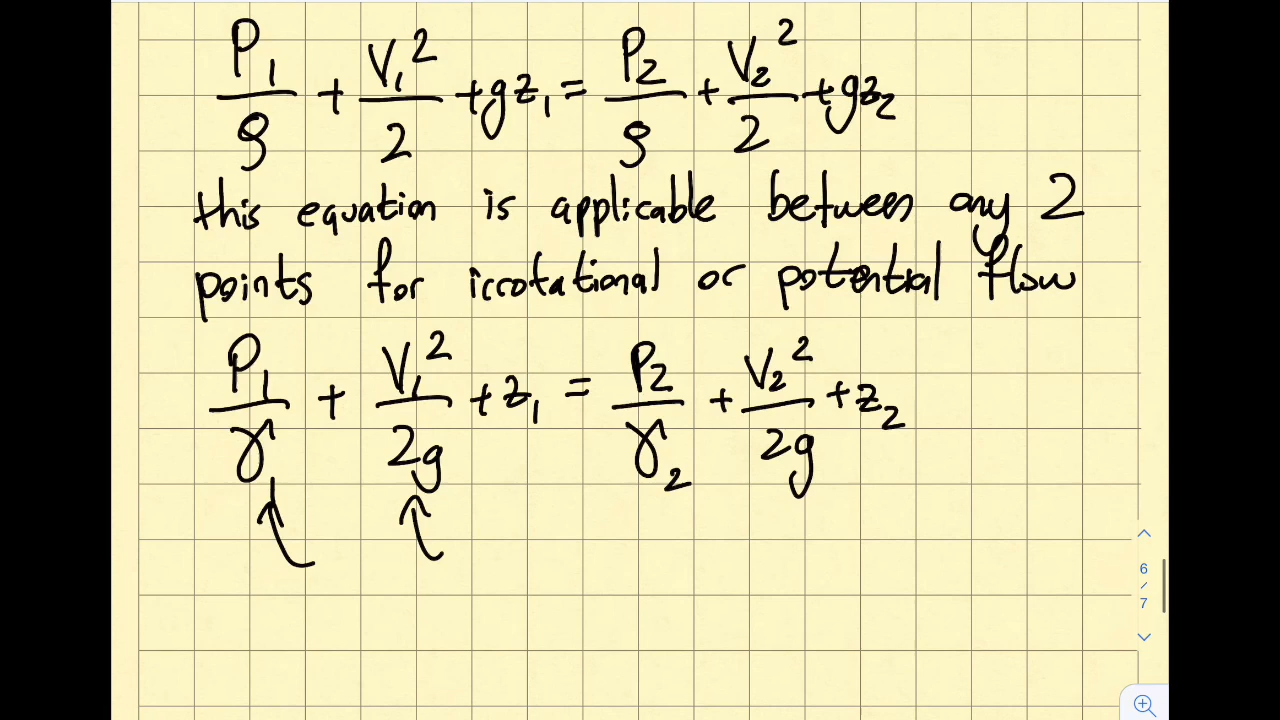 P₁/ρ + V₁²/2 + gz₁ = P₂/ρ + V₂²/2 + gz₂
this equation is applicable between any 2
points for irrotational or potential flow
P₁/γ + V₁²/2g + z₁ = P₂/γ₂ + V₂²/2g + z₂
6
/
7